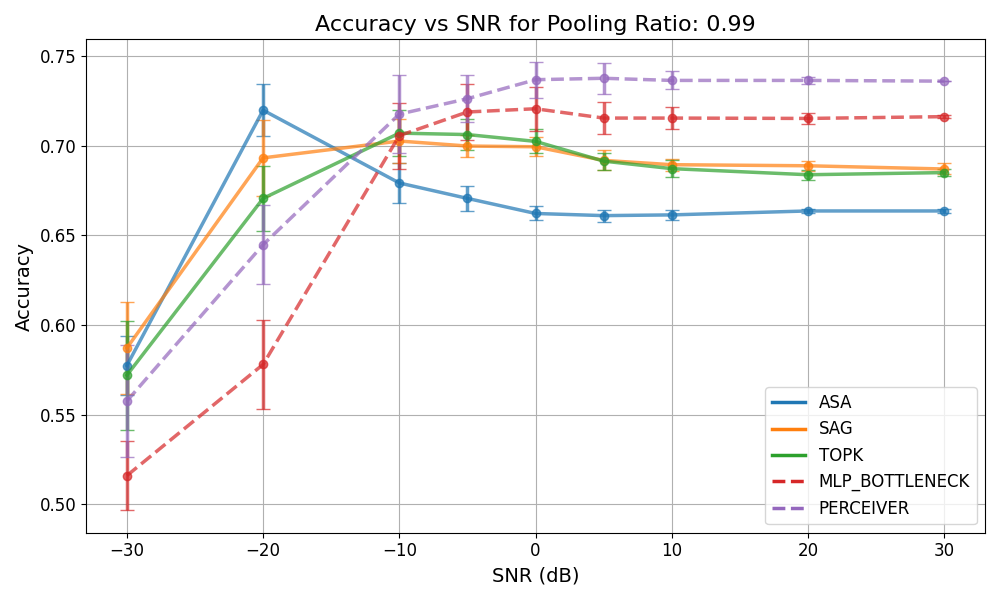 Accuracy vs SNR for Pooling Ratio: 0.99
Accuracy
0.75
0.70
0.65
0.60
0.55
0.50
−30
−20
−10
0
10
20
30
SNR (dB)
ASA
SAG
TOPK
MLP_BOTTLENECK
PERCEIVER